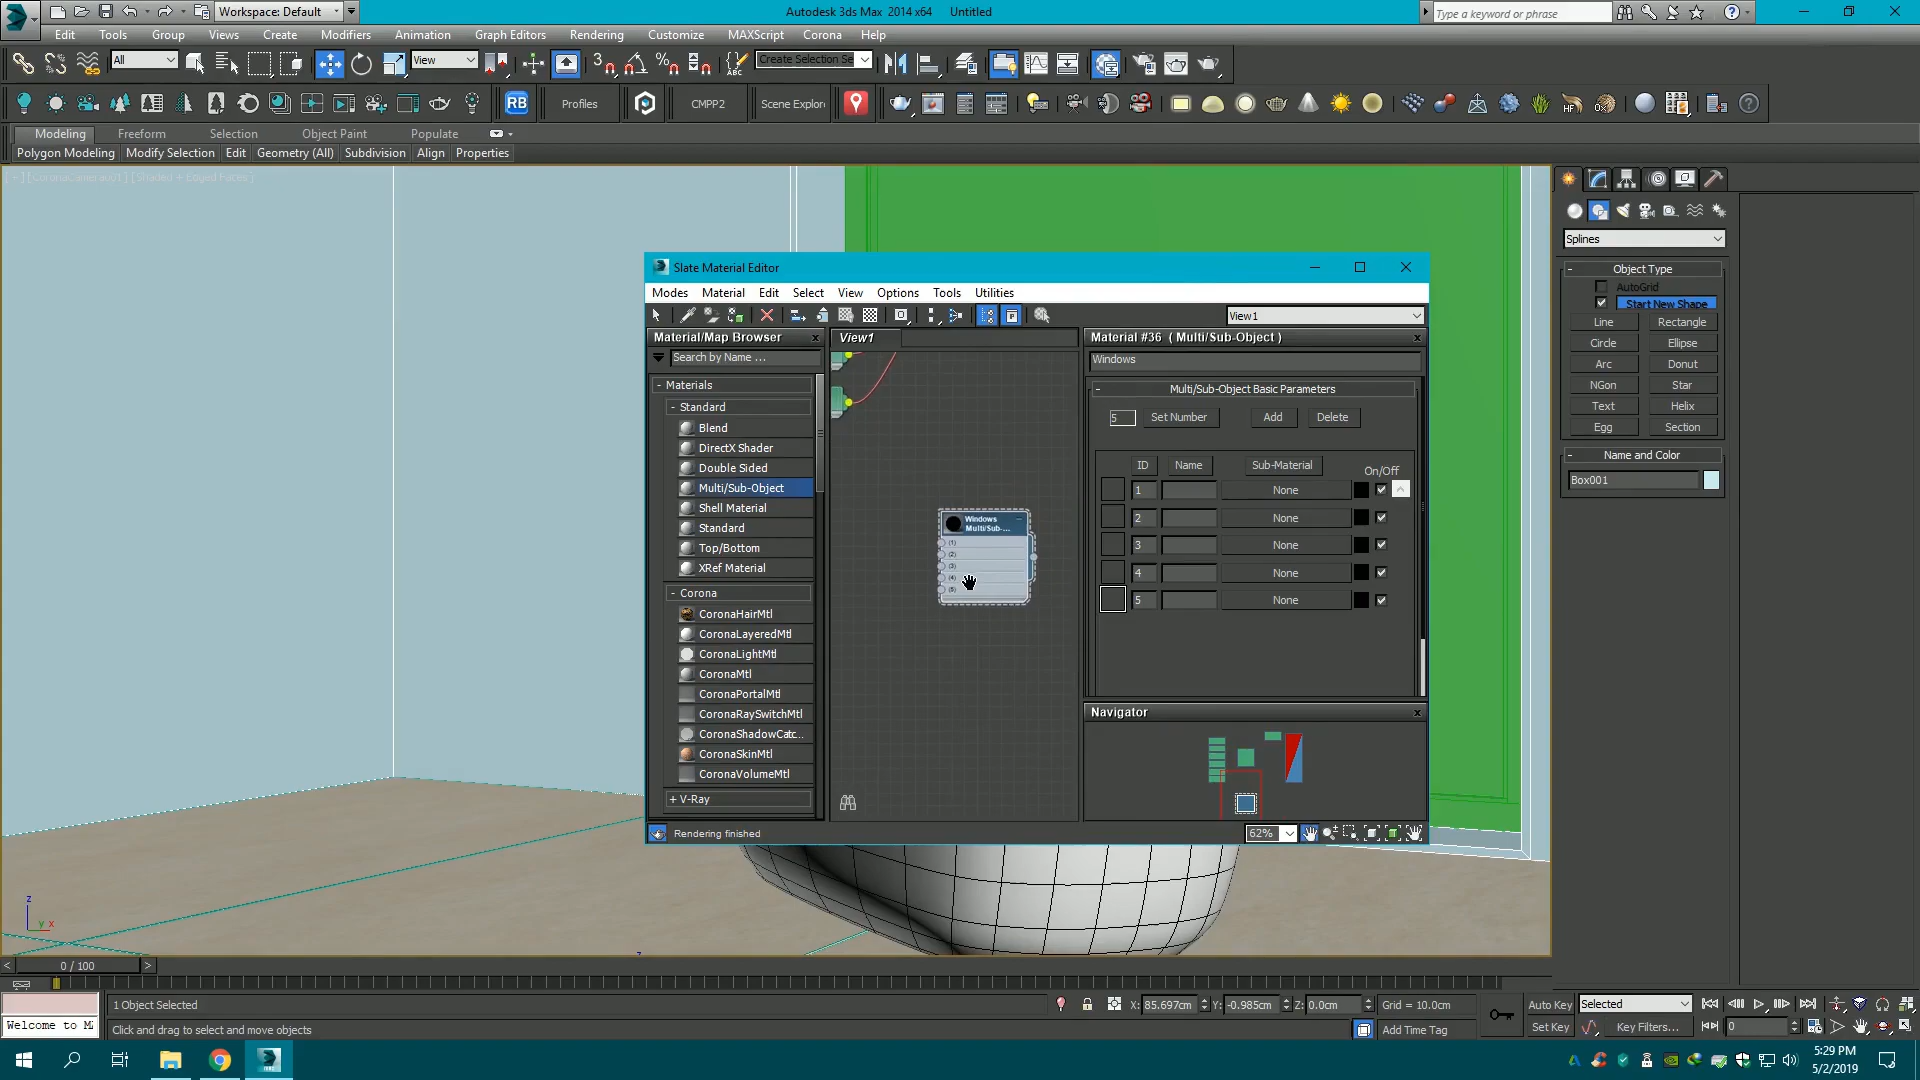 Workspace: Default
Autodesk 3ds Max 2014 x64 Untitled
Type a keyword or phrase
Edit Tools Group Views Create Modifiers Animation Graph Editors Rendering Customize MAXScript Corona Help
All View Create Selection Se
RB Profiles CMPP2 Scene Explor
Modeling Freeform Selection Object Paint Populate
Polygon Modeling Modify Selection Edit Geometry (All) Subdivision Align Properties
[ + ] [ CoronaCamera001 ] [ Shaded + Edged Faces ]
Splines
- Object Type
AutoGrid
Start New Shape
Line Rectangle
Circle Ellipse
Arc Donut
NGon Star
Text Helix
Egg Section
- Name and Color
Box001
Slate Material Editor
Modes Material Edit Select View Options Tools Utilities
View1
Material/Map Browser
Search by Name ...
- Materials
- Standard
Blend
DirectX Shader
Double Sided
Multi/Sub-Object
Shell Material
Standard
Top/Bottom
XRef Material
- Corona
CoronaHairMtl
CoronaLayeredMtl
CoronaLightMtl
CoronaMtl
CoronaPortalMtl
CoronaRaySwitchMtl
CoronaShadowCatc...
CoronaSkinMtl
CoronaVolumeMtl
+ V-Ray
View1
Windows
Multi/Sub-...
(1)
(2)
(3)
(4)
(5)
Material #36 ( Multi/Sub-Object )
Windows
- Multi/Sub-Object Basic Parameters
5 Set Number Add Delete
ID Name Sub-Material On/Off
1 None
2 None
3 None
4 None
5 None
Navigator
Rendering finished
62%
z
y x
0 / 100
1 Object Selected
X: 85.697cm Y: -0.985cm Z: 0.0cm Grid = 10.0cm
Auto Key Selected
Welcome to M
Click and drag to select and move objects
Add Time Tag
Set Key Key Filters... 0
5:29 PM
5/2/2019